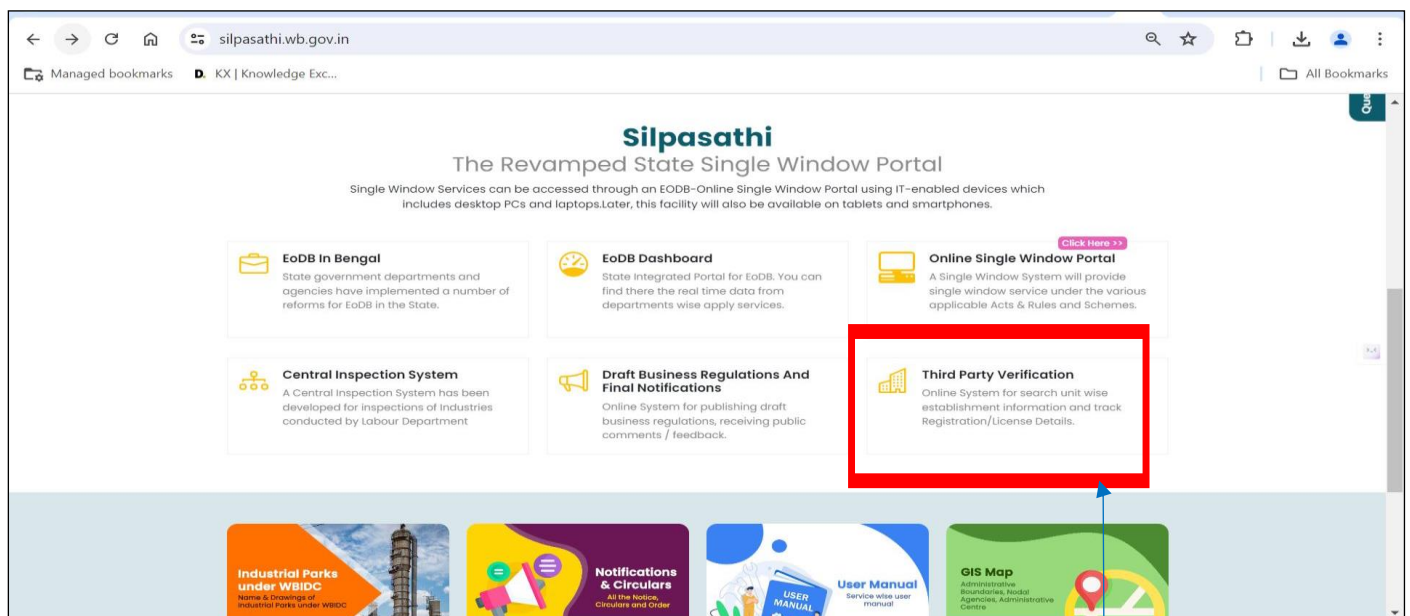 silpasathi.wb.gov.in
Managed bookmarks
D. KX | Knowledge Exc...
All Bookmarks
Que
Silpasathi
The Revamped State Single Window Portal
Single Window Services can be accessed through an EODB-Online Single Window Portal using IT-enabled devices which
includes desktop PCs and laptops.Later, this facility will also be available on tablets and smartphones.
EoDB In Bengal
State government departments and
agencies have implemented a number of
reforms for EoDB in the State.
EoDB Dashboard
State Integrated Portal for EoDB. You can
find there the real time data from
departments wise apply services.
Click Here >>
Online Single Window Portal
A Single Window System will provide
single window service under the various
applicable Acts & Rules and Schemes.
Central Inspection System
A Central Inspection System has been
developed for inspections of Industries
conducted by Labour Department
Draft Business Regulations And
Final Notifications
Online System for publishing draft
business regulations, receiving public
comments / feedback.
Third Party Verification
Online System for search unit wise
establishment information and track
Registration/License Details.
Industrial Parks
under WBIDC
Name & Drawings of
Industrial Parks under WBIDC
Notifications
& Circulars
All the Notice,
Circulars and Order
USER
MANUAL
User Manual
Service wise user
manual
GIS Map
Administrative
Boundaries, Nodal
Agencies, Administrative
Centre